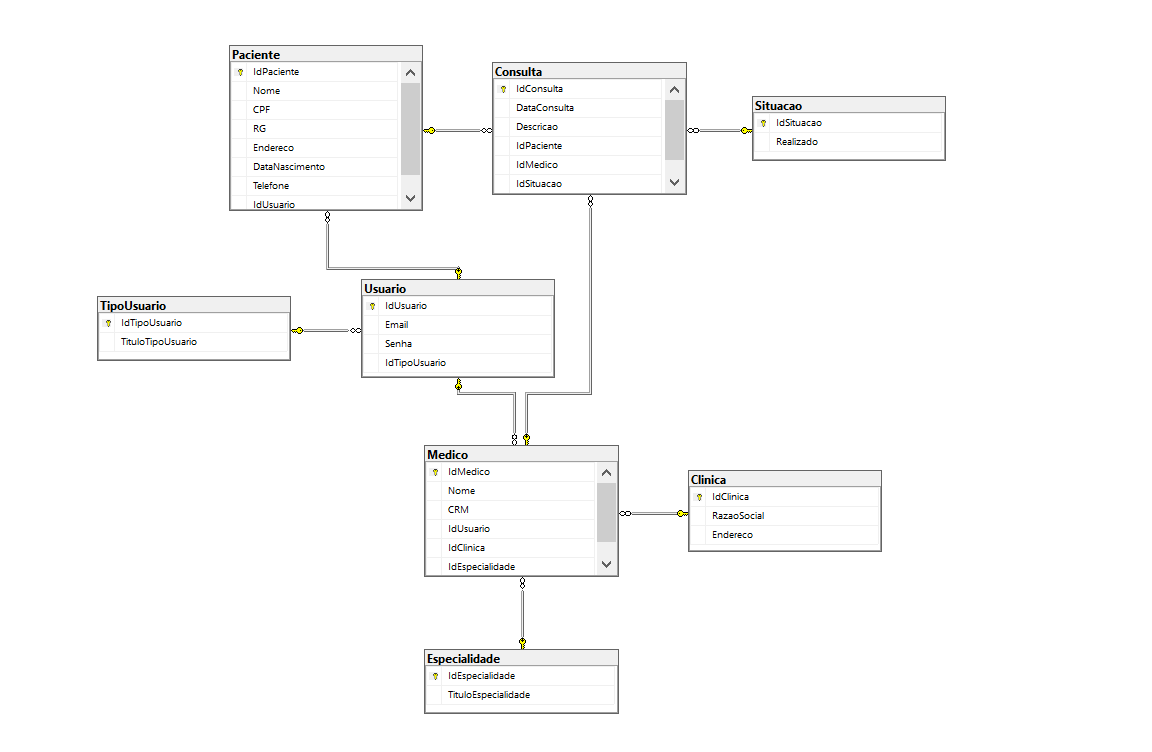 Paciente
IdPaciente
Nome
CPF
RG
Endereco
DataNascimento
Telefone
IdUsuario
Consulta
IdConsulta
DataConsulta
Descricao
IdPaciente
IdMedico
IdSituacao
Situacao
IdSituacao
Realizado
TipoUsuario
IdTipoUsuario
TituloTipoUsuario
Usuario
IdUsuario
Email
Senha
IdTipoUsuario
Medico
IdMedico
Nome
CRM
IdUsuario
IdClinica
IdEspecialidade
Clinica
IdClinica
RazaoSocial
Endereco
Especialidade
IdEspecialidade
TituloEspecialidade